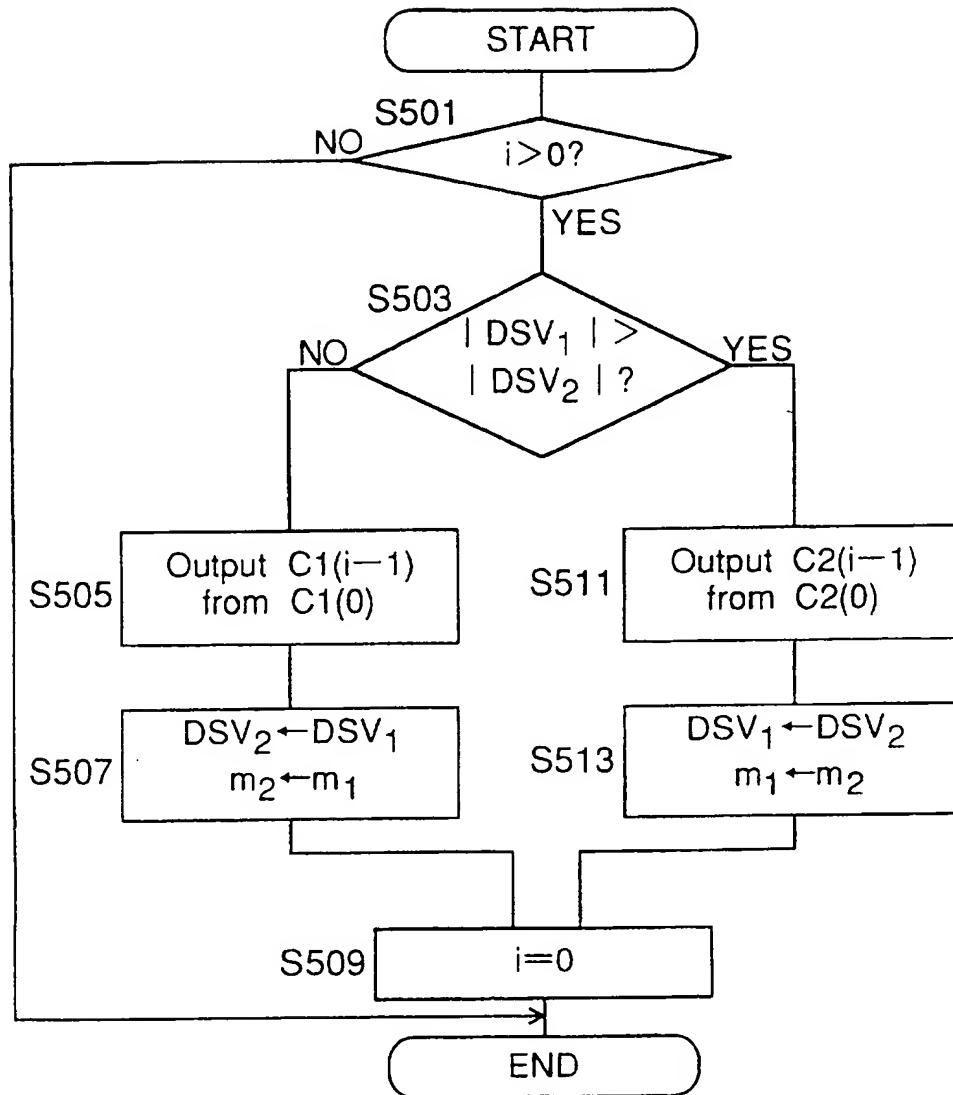 START
S501
NO
i>0?
YES
S503
NO
| DSV₁ | >
YES
| DSV₂ | ?
Output C1(i−1)
from C1(0)
S505
Output C2(i−1)
from C2(0)
S511
DSV₂←DSV₁
m₂←m₁
S507
DSV₁←DSV₂
m₁←m₂
S513
S509
i=0
END